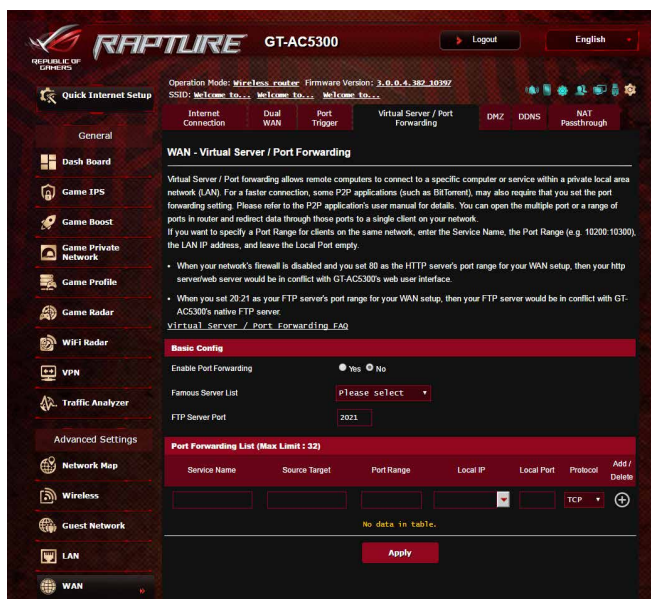 REPUBLIC OF
GAMERS
RAPTURE
GT-AC5300
Logout
English
Quick Internet Setup
Operation Mode: Wireless router Firmware Version: 3.0.0.4.382_10397
SSID: Welcome to... Welcome to... Welcome to...
General
Dash Board
Game IPS
Game Boost
Game Private
Network
Game Profile
Game Radar
WiFi Radar
VPN
Traffic Analyzer
Advanced Settings
Network Map
Wireless
Guest Network
LAN
WAN
Internet
Connection
Dual
WAN
Port
Trigger
Virtual Server / Port
Forwarding
DMZ
DDNS
NAT
Passthrough
WAN - Virtual Server / Port Forwarding
Virtual Server / Port forwarding allows remote computers to connect to a specific computer or service within a private local area
network (LAN). For a faster connection, some P2P applications (such as BitTorrent), may also require that you set the port
forwarding setting. Please refer to the P2P application's user manual for details. You can open the multiple port or a range of
ports in router and redirect data through those ports to a single client on your network.
If you want to specify a Port Range for clients on the same network, enter the Service Name, the Port Range (e.g. 10200:10300),
the LAN IP address, and leave the Local Port empty.
• When your network's firewall is disabled and you set 80 as the HTTP server's port range for your WAN setup, then your http
server/web server would be in conflict with GT-AC5300's web user interface.
• When you set 20:21 as your FTP server's port range for your WAN setup, then your FTP server would be in conflict with GT-
AC5300's native FTP server.
Virtual Server / Port Forwarding FAQ
Basic Config
Enable Port Forwarding Yes No
Famous Server List Please select
FTP Server Port 2021
Port Forwarding List (Max Limit : 32)
Service Name
Source Target
Port Range
Local IP
Local Port
Protocol
Add /
Delete
TCP
No data in table.
Apply